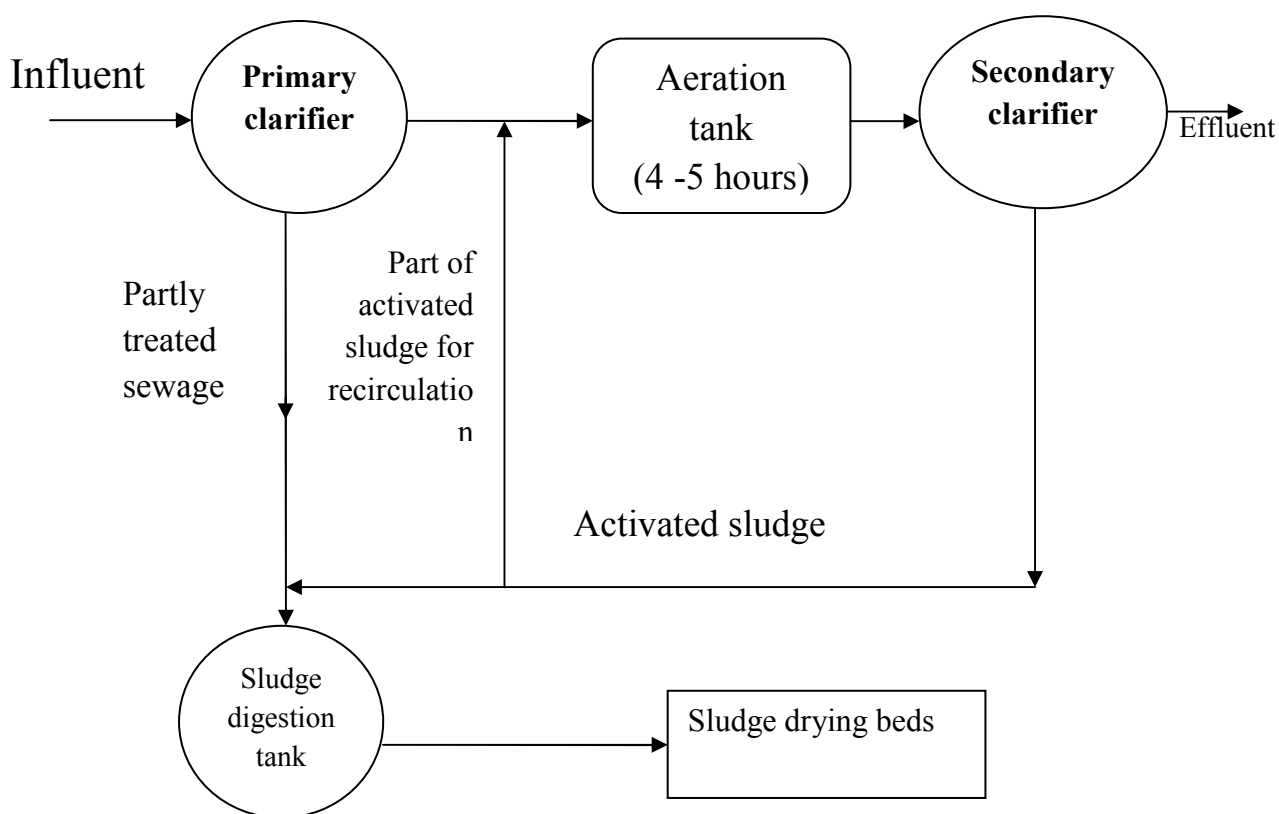 Influent
Primary
clarifier
Aeration
tank
(4 -5 hours)
Secondary
clarifier
Effluent
Partly
treated
sewage
Part of
activated
sludge for
recirculatio
n
Activated sludge
Sludge
digestion
tank
Sludge drying beds